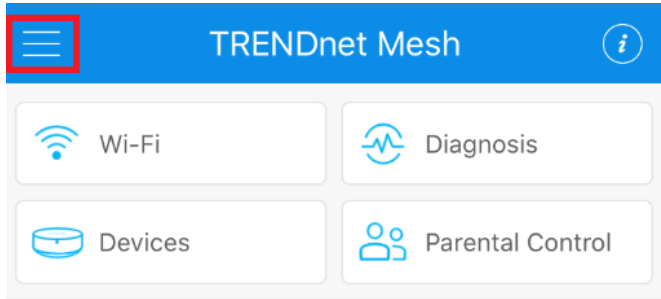 TRENDnet Mesh
Wi-Fi
Diagnosis
Devices
Parental Control